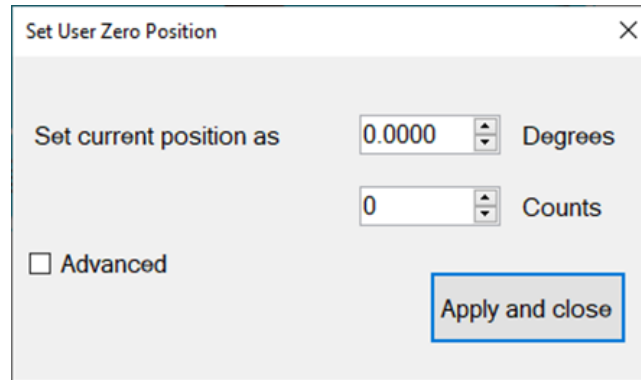 Set User Zero Position
Set current position as 0.0000 Degrees
0 Counts
Advanced
Apply and close